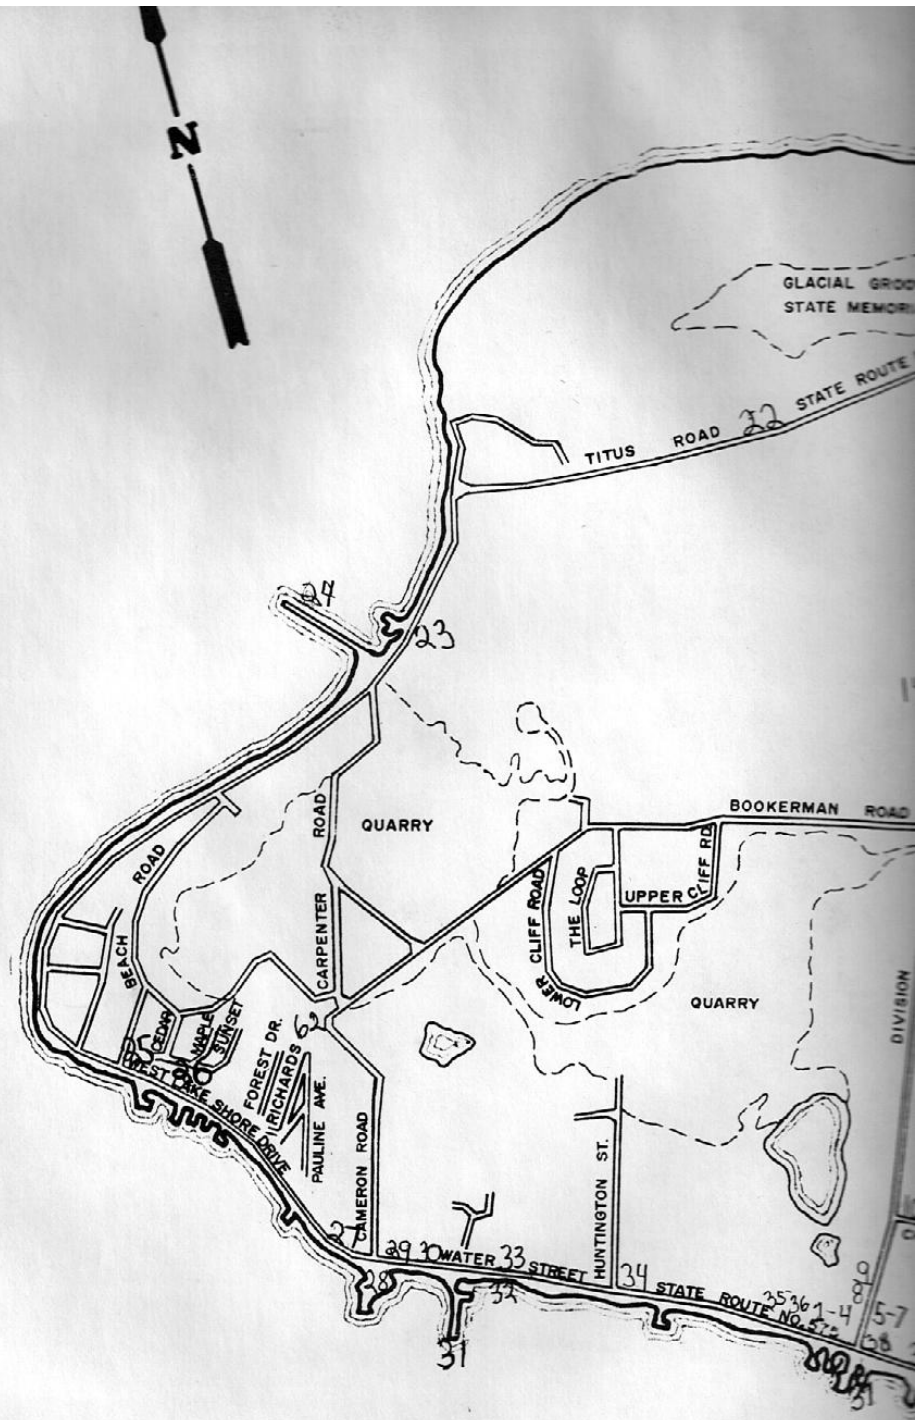 N
GLACIAL GROO
STATE MEMORI
STATE ROUTE
22
TITUS ROAD
24
23
BOOKERMAN ROAD
QUARRY
ROAD
CARPENTER
ROAD
BEACH
LOWER CLIFF ROAD
THE LOOP
UPPER CLIFF RD
QUARRY
DIVISION
CEDAR
MAPLE
SUNSET
FOREST DR.
RICHARDS
62
PAULINE AVE.
WEST LAKE SHORE DRIVE
CAMERON ROAD
HUNTINGTON ST.
27
29 30 WATER 33 STREET
34 STATE ROUTE NO.
35 36 1-4
5-7
38
32
31